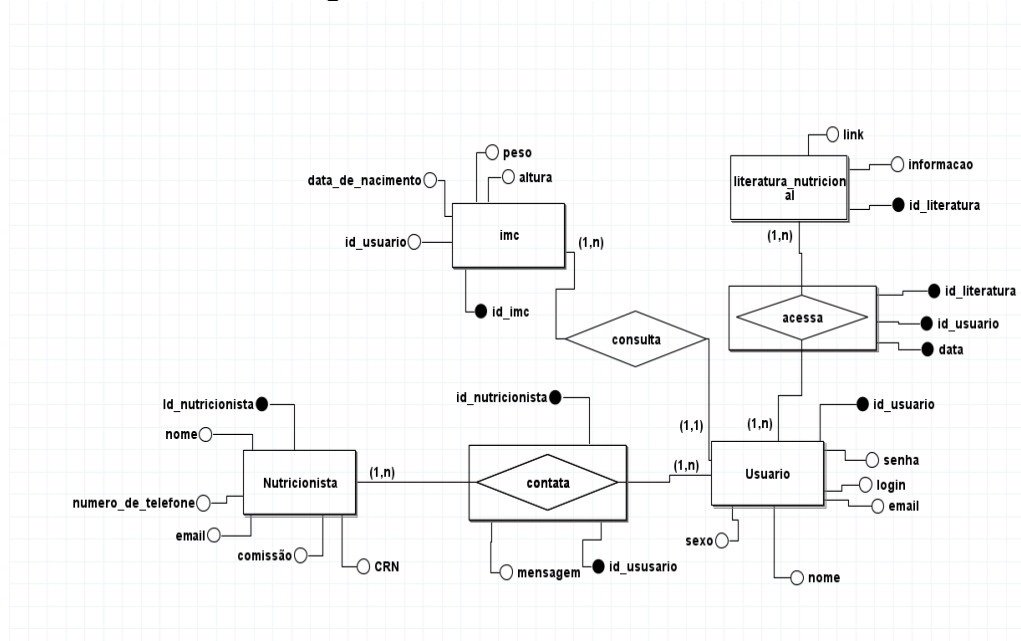 link
peso
informacao
data_de_nacimento
altura
literatura_nutricion
al
id_literatura
id_usuario
imc
(1,n)
(1,n)
id_literatura
id_imc
acessa
id_usuario
consulta
data
id_nutricionista
Id_nutricionista
id_usuario
(1,1)
(1,n)
nome
senha
(1,n)
(1,n)
Usuario
Nutricionista
contata
login
numero_de_telefone
email
email
sexo
comissão
CRN
mensagem
id_ususario
nome